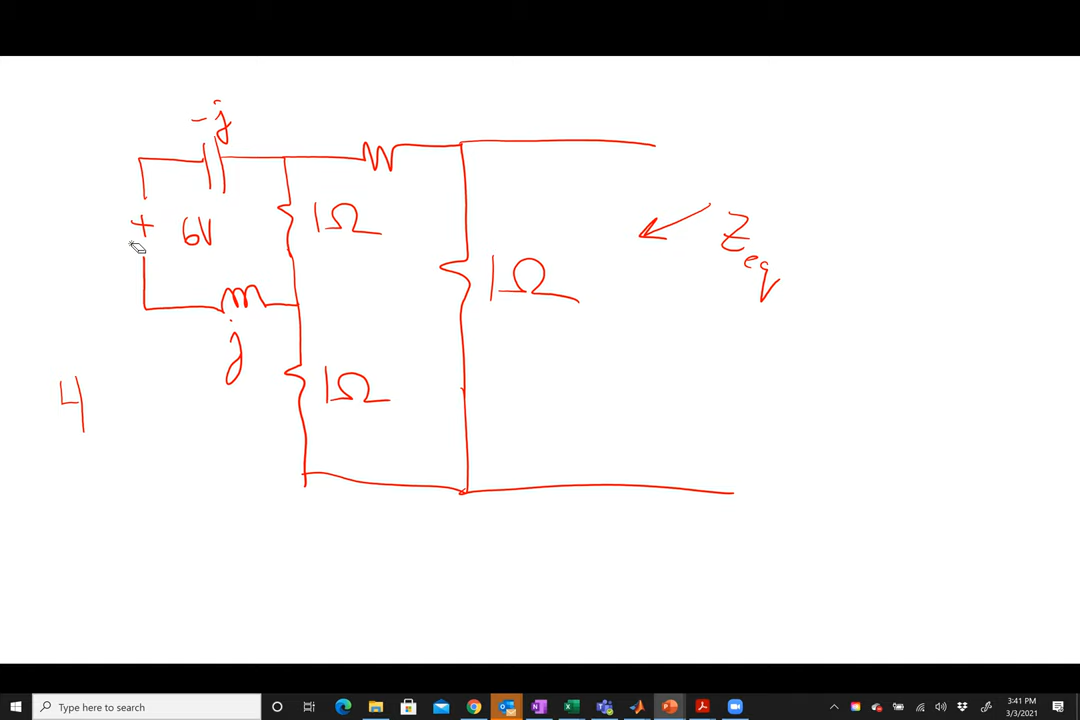 -j
+
6V
1Ω
1Ω
Zeq
j
1Ω
4
Type here to search
3:41 PM
3/3/2021